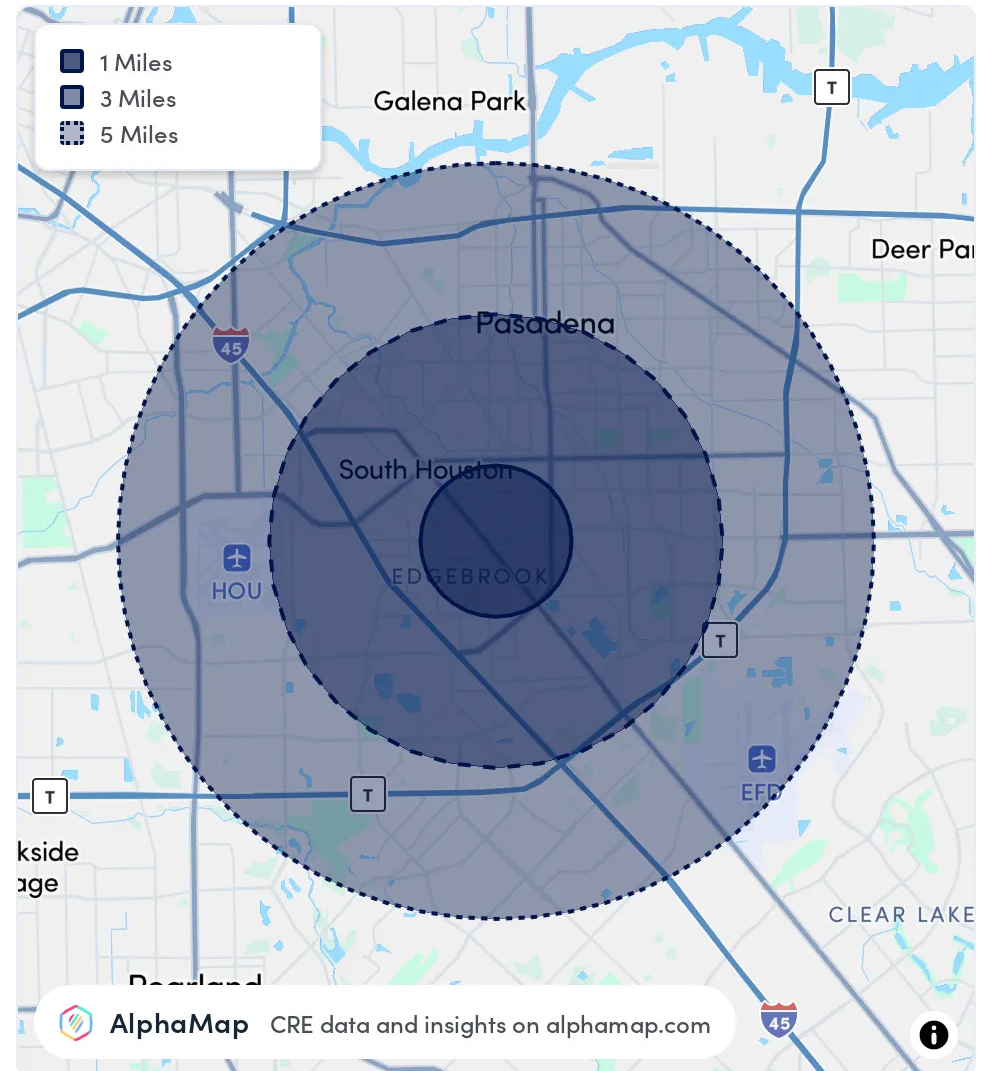 1 Miles
3 Miles
5 Miles
Galena Park
T
Deer Par
Pasadena
45
South Houston
EDGEBROOK
HOU
T
EFD
T
T
kside
age
CLEAR LAKE
Pearland
AlphaMap CRE data and insights on alphamap.com
45